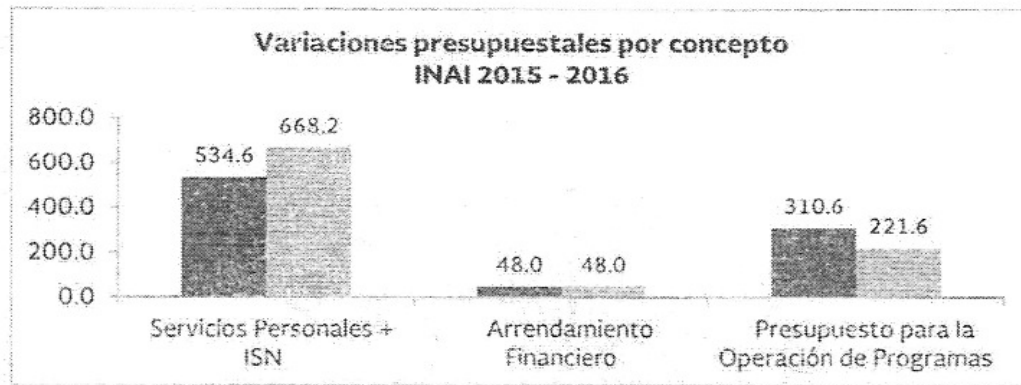 Variaciones presupuestales por concepto
INAI 2015 - 2016
800.0
600.0
400.0
200.0
0.0
534.6
668.2
48.0
48.0
310.6
221.6
Servicios Personales +
ISN
Arrendamiento
Financiero
Presupuesto para la
Operación de Programas